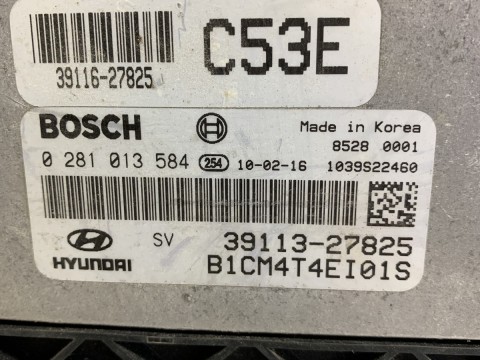 C53E
39116-27825
BOSCH
Made in Korea
8528 0001
0 281 013 584 254 10-02-16 1039S22460
SV 39113-27825
HYUNDAI B1CM4T4EI01S